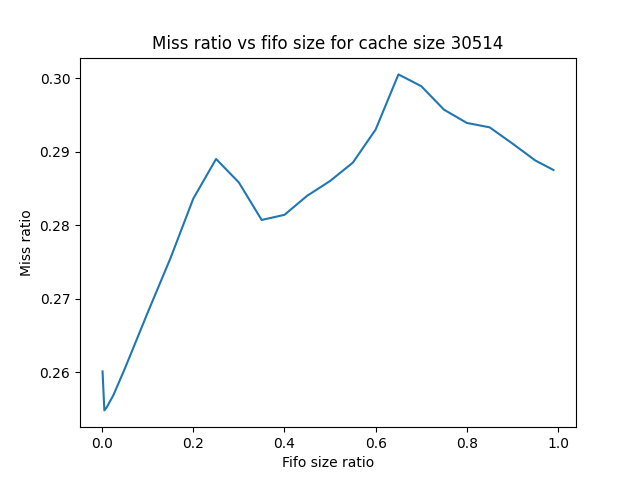 Miss ratio vs fifo size for cache size 30514
0.30
0.29
0.28
0.27
0.26
Miss ratio
0.0 0.2 0.4 0.6 0.8 1.0
Fifo size ratio